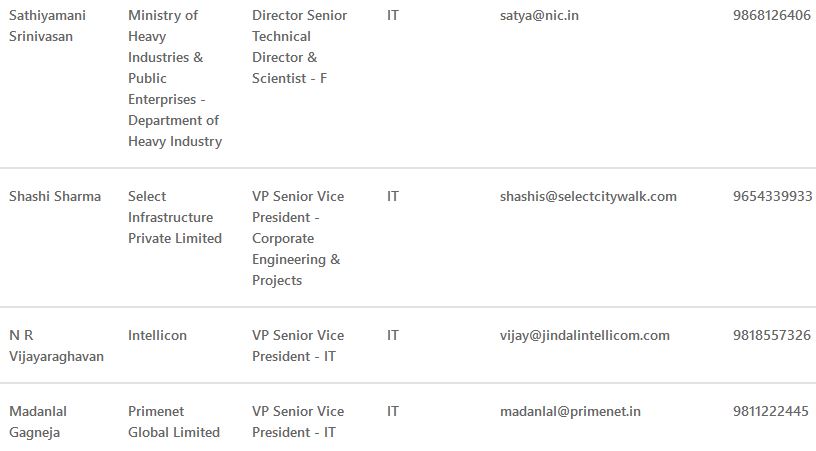 Sathiyamani
Srinivasan
Ministry of
Heavy
Industries &
Public
Enterprises -
Department of
Heavy Industry
Director Senior
Technical
Director &
Scientist - F
IT
satya@nic.in
9868126406
Shashi Sharma
Select
Infrastructure
Private Limited
VP Senior Vice
President -
Corporate
Engineering &
Projects
IT
shashis@selectcitywalk.com
9654339933
N R
Vijayaraghavan
Intellicon
VP Senior Vice
President - IT
IT
vijay@jindalintellicom.com
9818557326
Madanlal
Gagneja
Primenet
Global Limited
VP Senior Vice
President - IT
IT
madanlal@primenet.in
9811222445